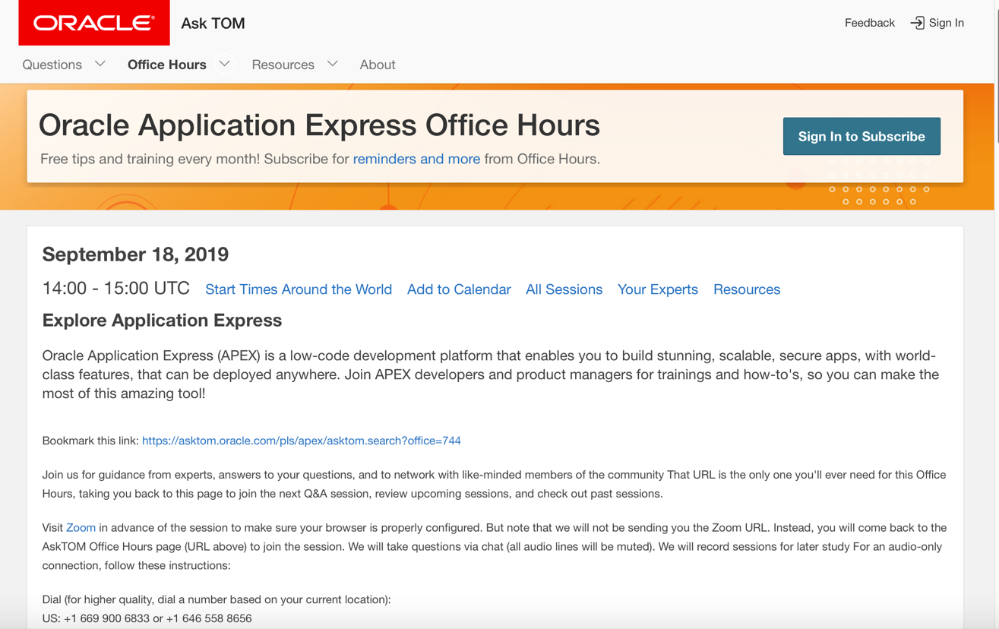 ORACLE® Ask TOM
Feedback Sign In
Questions Office Hours Resources About
Oracle Application Express Office Hours
Free tips and training every month! Subscribe for reminders and more from Office Hours.
Sign In to Subscribe
September 18, 2019
14:00 - 15:00 UTC Start Times Around the World Add to Calendar All Sessions Your Experts Resources
Explore Application Express
Oracle Application Express (APEX) is a low-code development platform that enables you to build stunning, scalable, secure apps, with world-
class features, that can be deployed anywhere. Join APEX developers and product managers for trainings and how-to's, so you can make the
most of this amazing tool!
Bookmark this link: https://asktom.oracle.com/pls/apex/asktom.search?office=744
Join us for guidance from experts, answers to your questions, and to network with like-minded members of the community That URL is the only one you'll ever need for this Office
Hours, taking you back to this page to join the next Q&A session, review upcoming sessions, and check out past sessions.
Visit Zoom in advance of the session to make sure your browser is properly configured. But note that we will not be sending you the Zoom URL. Instead, you will come back to the
AskTOM Office Hours page (URL above) to join the session. We will take questions via chat (all audio lines will be muted). We will record sessions for later study For an audio-only
connection, follow these instructions:
Dial (for higher quality, dial a number based on your current location):
US: +1 669 900 6833 or +1 646 558 8656